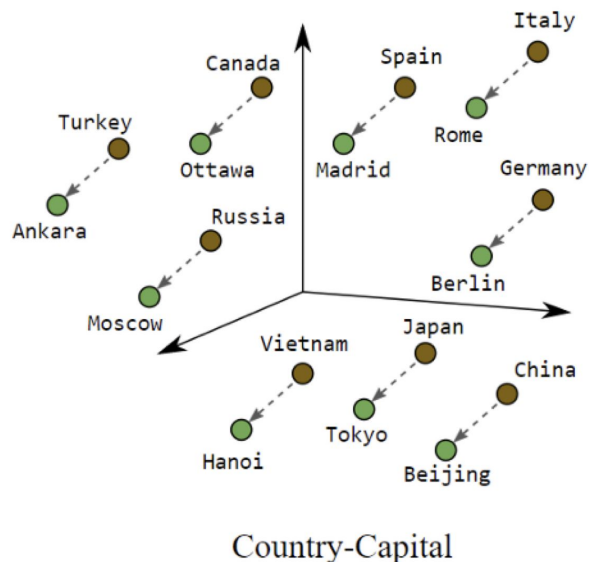 Italy
Canada
Spain
Turkey
Rome
Ottawa
Madrid
Germany
Russia
Ankara
Berlin
Moscow
Japan
Vietnam
China
Tokyo
Hanoi
Beijing
Country-Capital